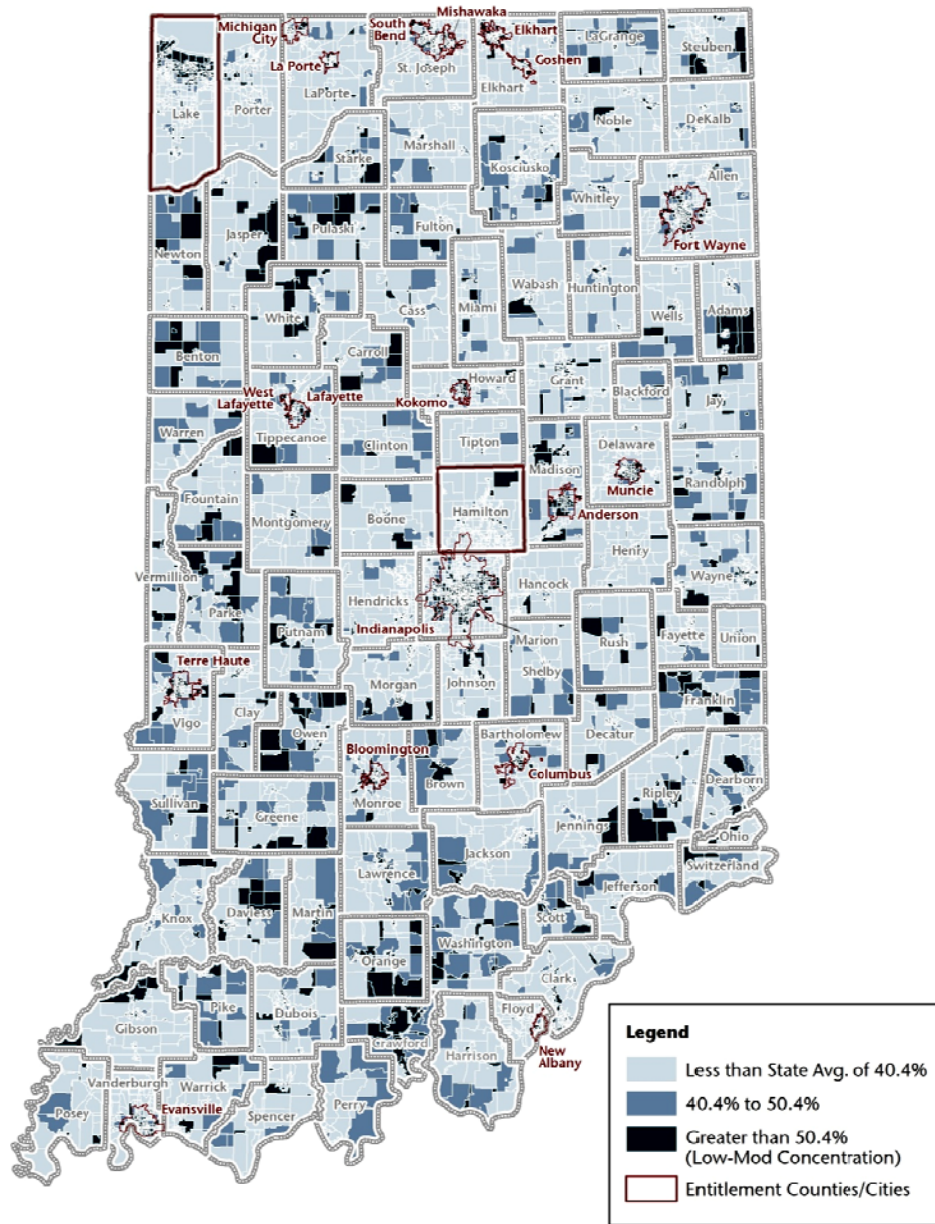 Mishawaka
Michigan
City
South
Bend
Elkhart
LaGrange
Steuben
La Porte
Goshen
St. Joseph
LaPorte
Elkhart
Lake
Porter
Noble
DeKalb
Starke
Marshall
Kosciusko
Allen
Whitley
Pulaski
Fulton
Jasper
Newton
Fort Wayne
Wabash
Huntington
Miami
Cass
White
Wells
Adams
Carroll
Benton
Howard
Grant
West
Lafayette
Lafayette
Kokomo
Blackford
Jay
Warren
Tippecanoe
Clinton
Tipton
Delaware
Madison
Muncie
Randolph
Fountain
Montgomery
Boone
Hamilton
Anderson
Henry
Vermillion
Wayne
Hancock
Hendricks
Parke
Putnam
Indianapolis
Marion
Rush
Fayette
Union
Terre Haute
Shelby
Johnson
Morgan
Franklin
Clay
Vigo
Owen
Bloomington
Bartholomew
Decatur
Columbus
Brown
Dearborn
Ripley
Monroe
Sullivan
Greene
Jennings
Ohio
Jackson
Switzerland
Lawrence
Jefferson
Knox
Daviess
Martin
Scott
Washington
Orange
Clark
Pike
Floyd
Dubois
Gibson
Crawford
Harrison
New
Albany
Vanderburgh
Warrick
Evansville
Posey
Spencer
Perry
Legend
Less than State Avg. of 40.4%
40.4% to 50.4%
Greater than 50.4%
(Low-Mod Concentration)
Entitlement Counties/Cities